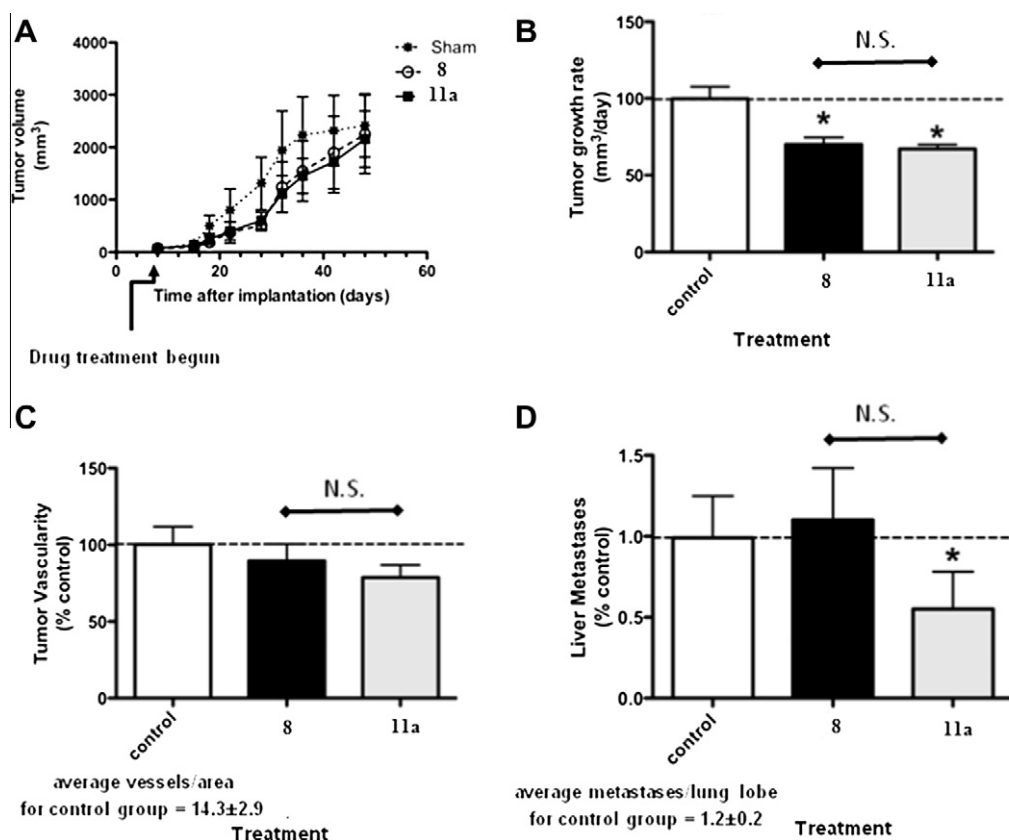 A
Tumor volume
(mm³)
4000
3000
2000
1000
0
0 20 40 60
Sham
8
11a
Time after implantation (days)
Drug treatment begun
B
Tumor growth rate
(mm³/day)
150
100
50
0
N.S.
* *
control 8 11a
Treatment
C
Tumor Vascularity
(% control)
150
100
50
0
N.S.
control 8 11a
average vessels/area
for control group = 14.3±2.9
Treatment
D
Liver Metastases
(% control)
1.5
1.0
0.5
0.0
N.S.
*
control 8 11a
average metastases/lung lobe
for control group = 1.2±0.2
Treatment